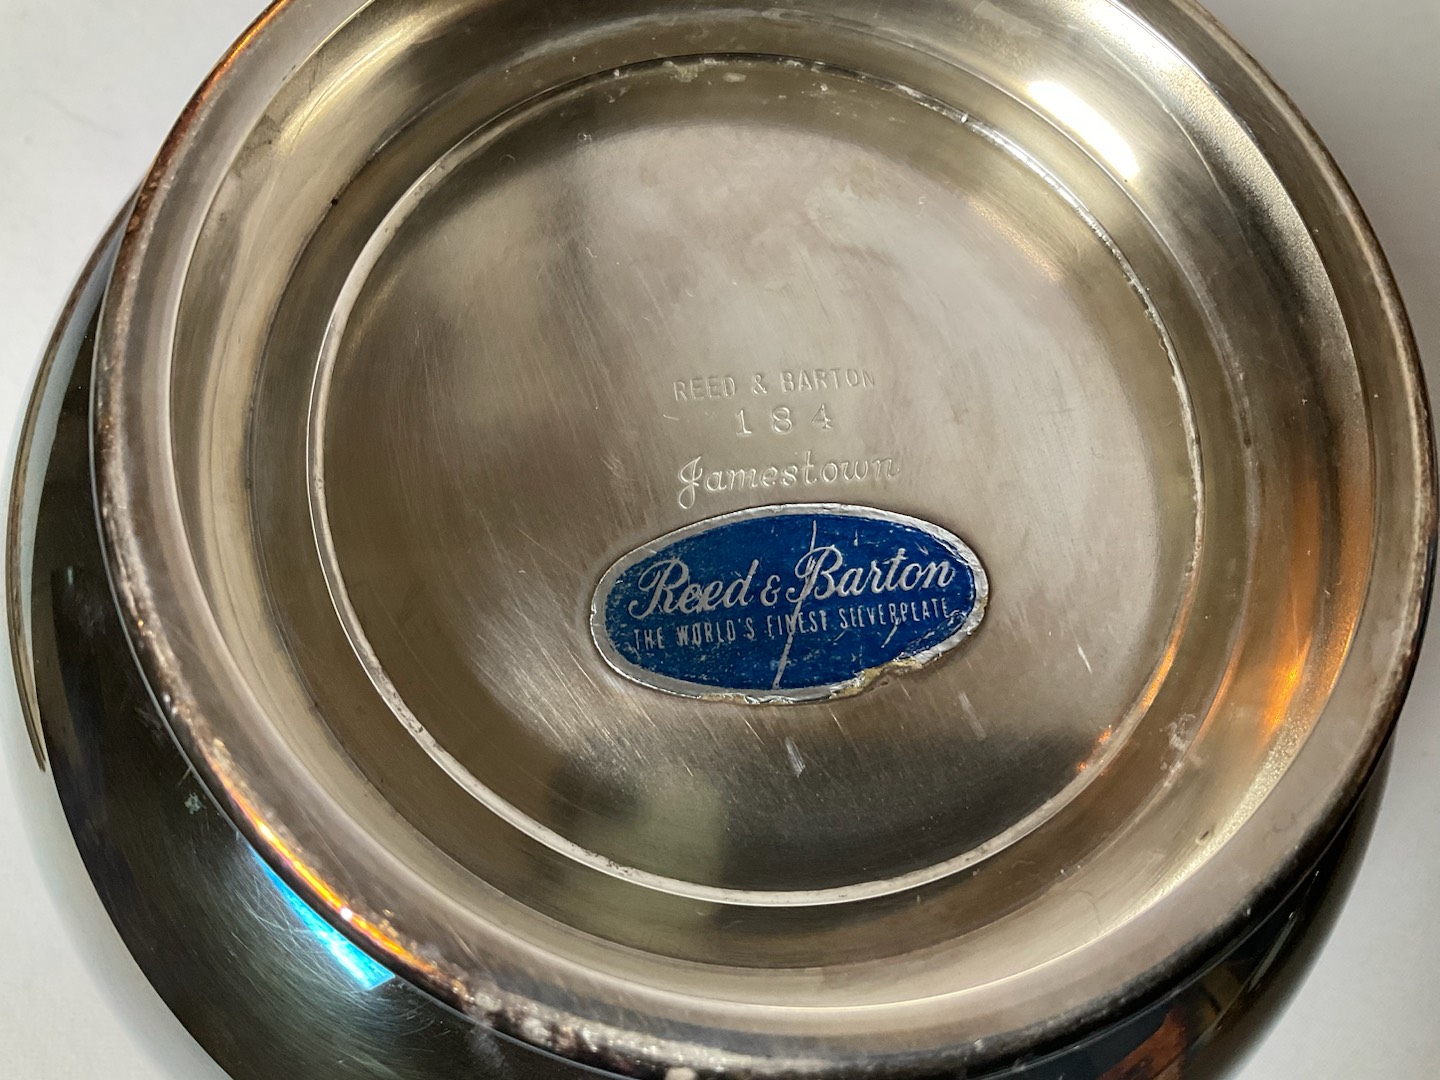 REED & BARTON
184
Jamestown
Reed & Barton
THE WORLD'S FINEST SILVERPLATE